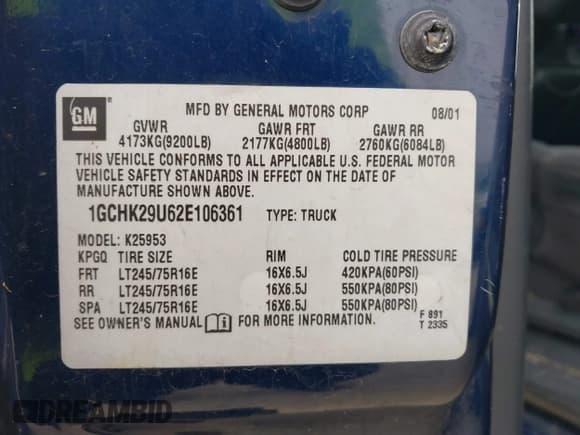 GM
MFD BY GENERAL MOTORS CORP 08/01
GVWR GAWR FRT GAWR RR
4173KG(9200LB) 2177KG(4800LB) 2760KG(6084LB)
THIS VEHICLE CONFORMS TO ALL APPLICABLE U.S. FEDERAL MOTOR
VEHICLE SAFETY STANDARDS IN EFFECT ON THE DATE OF
MANUFACTURE SHOWN ABOVE.
1GCHK29U62E106361 TYPE: TRUCK
MODEL: K25953
KPGQ TIRE SIZE RIM COLD TIRE PRESSURE
FRT LT245/75R16E 16X6.5J 420KPA(60PSI)
RR LT245/75R16E 16X6.5J 550KPA(80PSI)
SPA LT245/75R16E 16X6.5J 550KPA(80PSI)
SEE OWNER'S MANUAL FOR MORE INFORMATION.
F 891
T 2335
DREAMBID